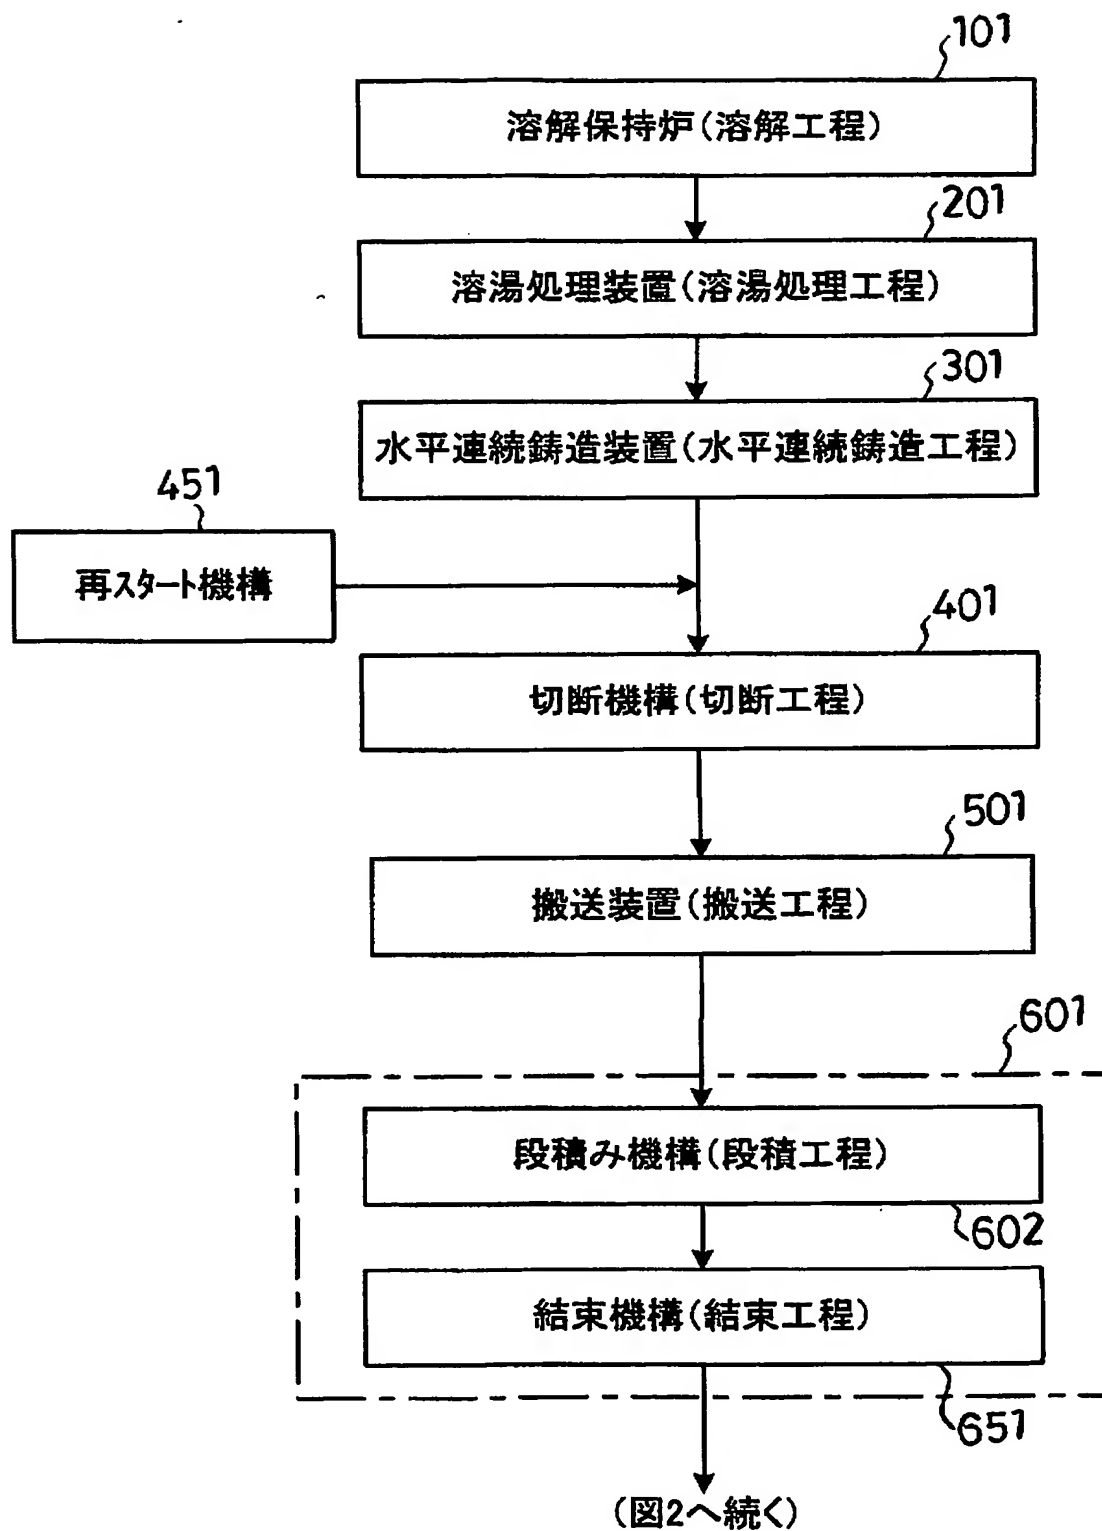 101
溶解保持炉(溶解工程)
201
溶湯処理装置(溶湯処理工程)
301
水平連続鋳造装置(水平連続鋳造工程)
451
再スタート機構
401
切断機構(切断工程)
501
搬送装置(搬送工程)
601
段積み機構(段積工程)
602
結束機構(結束工程)
651
(図2へ続く)